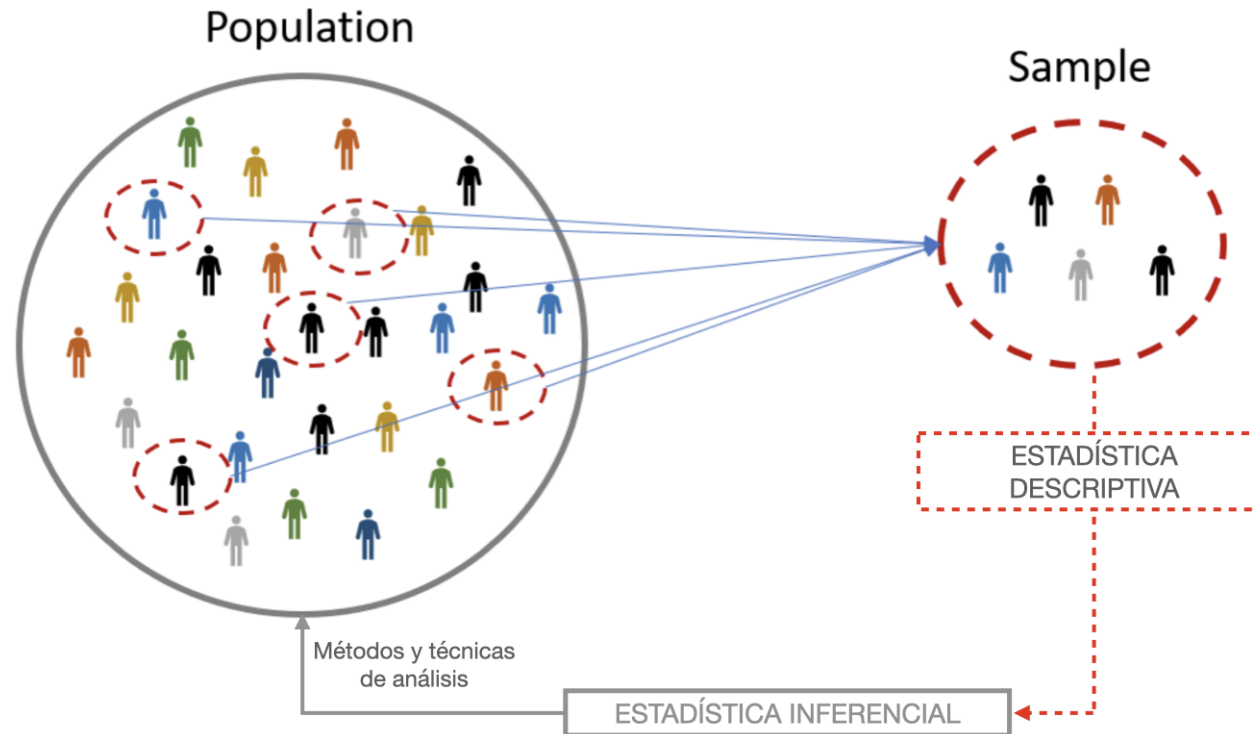 Population
Sample
ESTADÍSTICA
DESCRIPTIVA
Métodos y técnicas
de análisis
ESTADÍSTICA INFERENCIAL